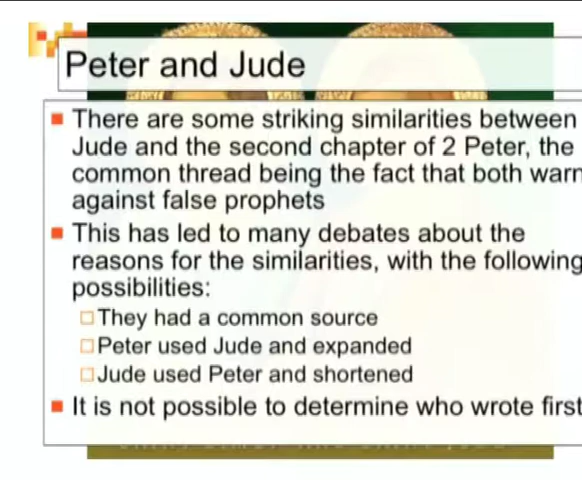 Peter and Jude
There are some striking similarities between
Jude and the second chapter of 2 Peter, the
common thread being the fact that both warn
against false prophets
This has led to many debates about the
reasons for the similarities, with the following
possibilities:
They had a common source
Peter used Jude and expanded
Jude used Peter and shortened
It is not possible to determine who wrote first